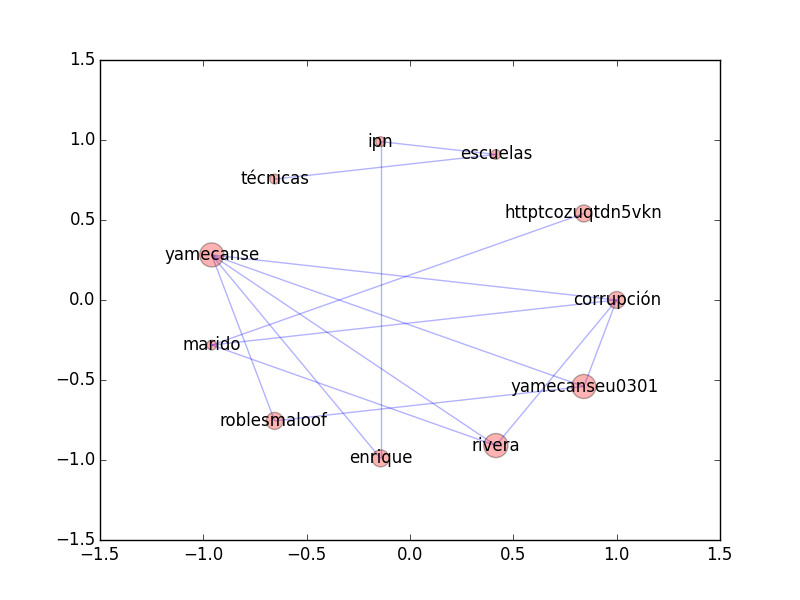 1.5
1.0
0.5
0.0
−0.5
−1.0
−1.5
ipn
escuelas
técnicas
httptcozuqtdn5vkn
yamecanse
corrupción
marido
yamecanseu0301
roblesmaloof
rivera
enrique
−1.5
−1.0
−0.5
0.0
0.5
1.0
1.5